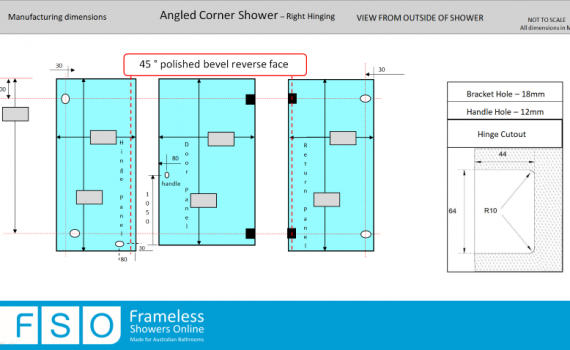 Manufacturing dimensions
Angled Corner Shower – Right Hinging
VIEW FROM OUTSIDE OF SHOWER
NOT TO SCALE
All dimensions in M
45 ° polished bevel reverse face
30
30
00
Hinge panel
Door panel
Return panel
80
handle
1050
30
80
Bracket Hole – 18mm
Handle Hole – 12mm
Hinge Cutout
44
64
R10
FSO
Frameless
Showers Online
Made for Australian Bathrooms